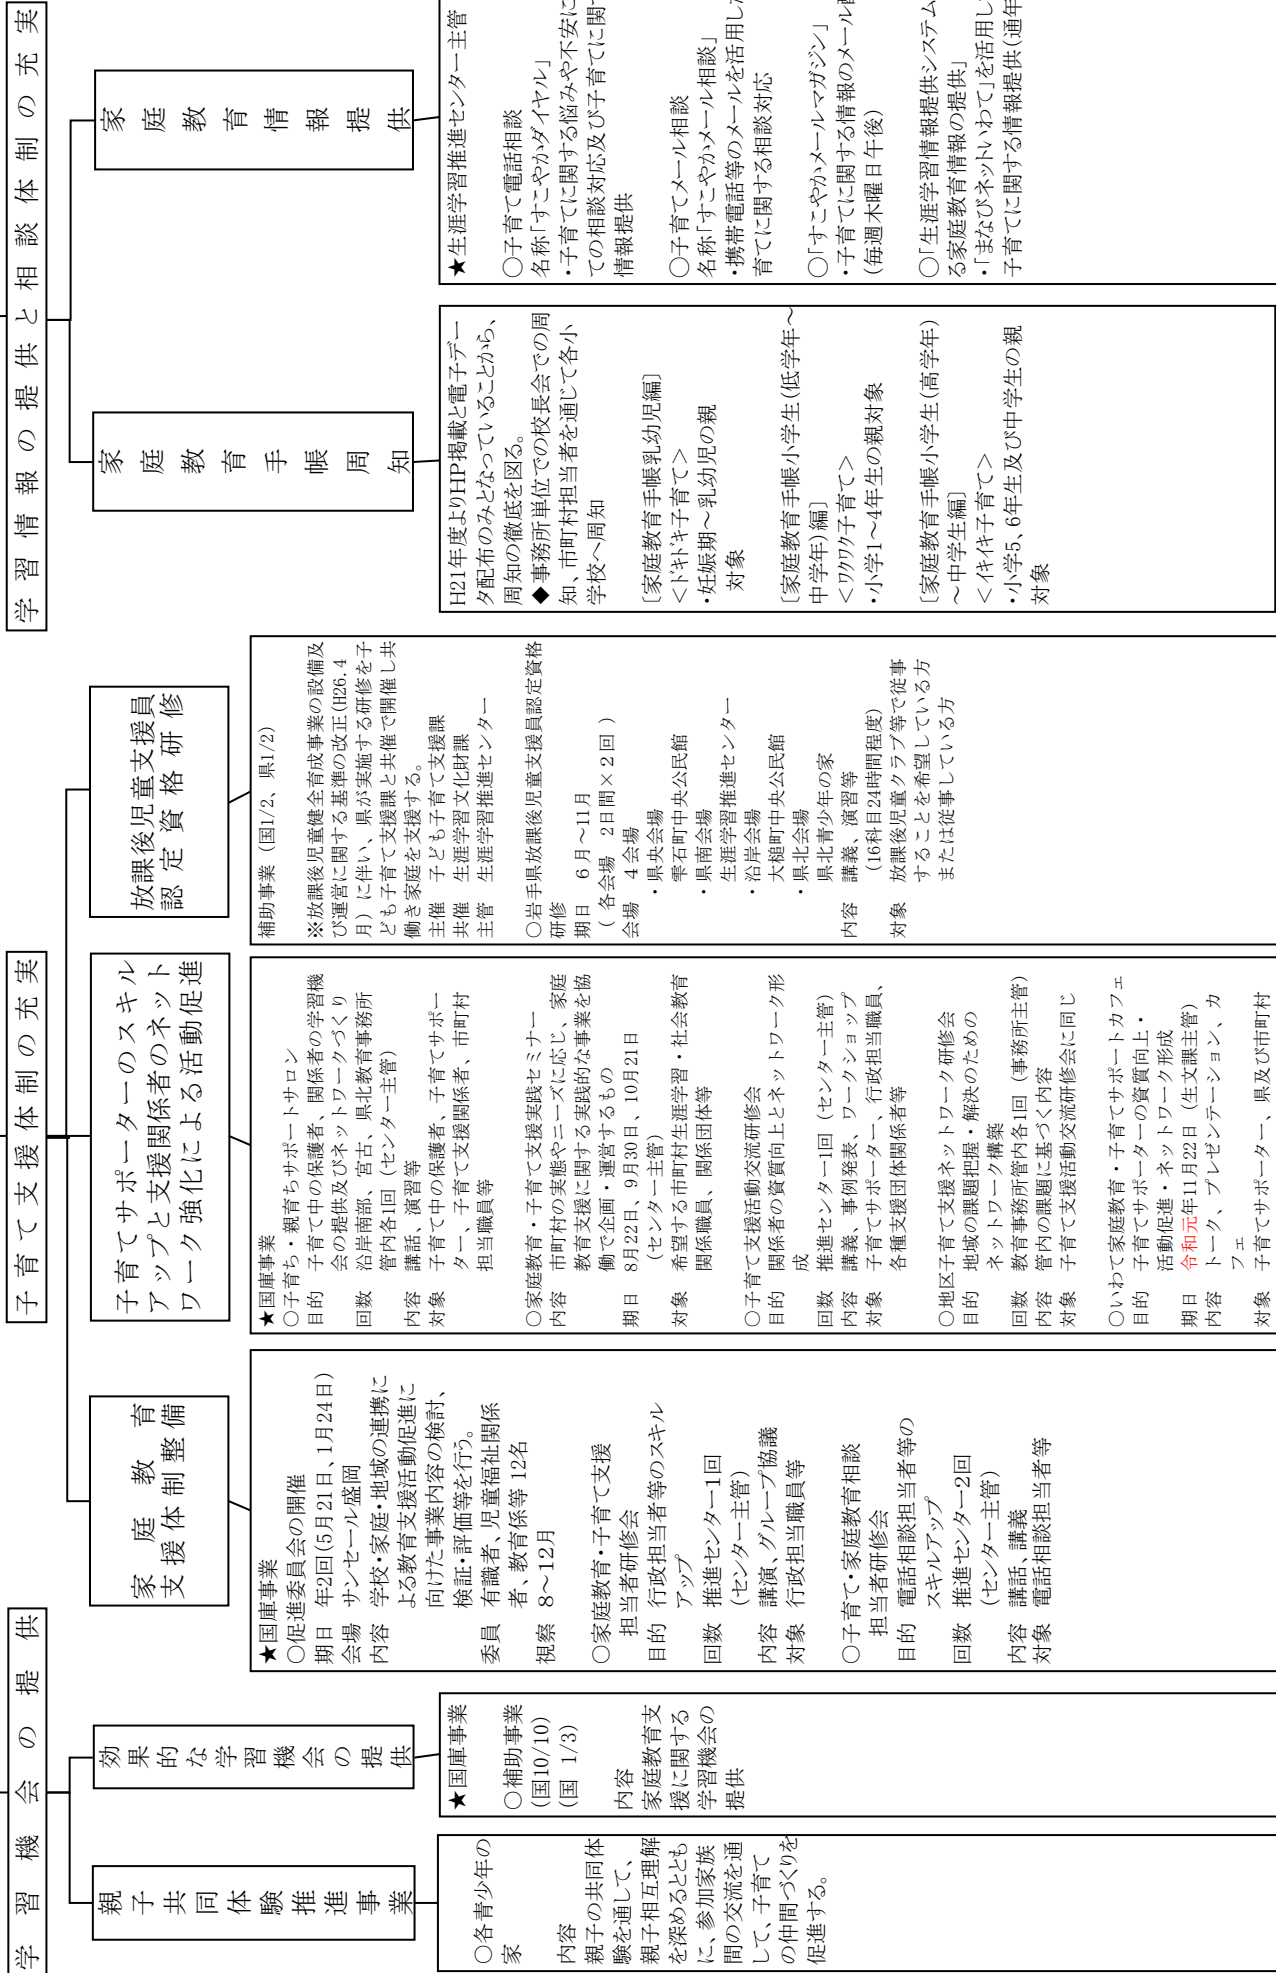 学習機会の提供
親子共同体験推進事業
○各青少年の
家
内容
親子の共同体
験を通して、
親子相互理解
を深めるととも
に、参加家族
間の交流を通
して、子育て
の仲間づくりを
促進する。
効果的な学習機会の提供
★国庫事業
○補助事業
(国10/10)
(国 1/3)
内容
家庭教育支
援に関する
学習機会の
提供
子育て支援体制の充実
家庭教育
支援体制整備
★国庫事業
○促進委員会の開催
期日 年2回(5月21日、1月24日)
会場 サンセール盛岡
内容 学校・家庭・地域の連携に
よる教育支援活動促進に
向けた事業内容の検討、
検証・評価等を行う。
委員 有識者、児童福祉関係
者、教育係等 12名
視察 8～12月
○家庭教育・子育て支援
担当者研修会
目的 行政担当者等のスキル
アップ
回数 推進センター1回
(センター主管)
内容 講演、グループ協議
対象 行政担当職員等
○子育て・家庭教育相談
担当者研修会
目的 電話相談担当者等の
スキルアップ
回数 推進センター2回
(センター主管)
内容 講話、講義
対象 電話相談担当者等
子育てサポーターのスキル
アップと支援関係者のネット
ワーク強化による活動促進
★国庫事業
○子育ち・親育ちサポートサロン
目的 子育て中の保護者、関係者の学習機
会の提供及びネットワークづくり
回数 沿岸南部、宮古、県北教育事務所
管内各1回（センター主管）
内容 講話、演習等
対象 子育て中の保護者、子育てサポー
ター、子育て支援関係者、市町村
担当職員等
○家庭教育・子育て支援実践セミナー
内容 市町村の実態やニーズに応じ、家庭
教育支援に関する実践的な事業を協
働で企画・運営するもの
期日 8月22日、9月30日、10月21日
（センター主管）
対象 希望する市町村生涯学習・社会教育
関係職員、関係団体等
○子育て支援活動交流研修会
目的 関係者の資質向上とネットワーク形
成
回数 推進センター1回（センター主管）
内容 講義、事例発表、ワークショップ
対象 子育てサポーター、行政担当職員、
各種支援団体関係者等
○地区子育て支援ネットワーク研修会
目的 地域の課題把握・解決のための
ネットワーク構築
回数 教育事務所管内各1回（事務所主管）
内容 管内の課題に基づく内容
対象 子育て支援活動交流研修会に同じ
○いわて家庭教育・子育てサポートカフェ
目的 子育てサポーターの資質向上・
活動促進・ネットワーク形成
期日 令和元年11月22日（生文課主管）
内容 トーク、プレゼンテーション、カ
フェ
対象 子育てサポーター、県及び市町村
放課後児童支援員
認定資格研修
補助事業（国1/2、県1/2）
※放課後児童健全育成事業の設備及
び運営に関する基準の改正(H26.4
月）に伴い、県が実施する研修を子
ども子育て支援課と共催で開催し共
働き家庭を支援する。
主催 子ども子育て支援課
共催 生涯学習文化財課
主管 生涯学習推進センター
○岩手県放課後児童支援員認定資格
研修
期日 6月～11月
（各会場 2日間×2回）
会場 4会場
・県央会場
雫石町中央公民館
・県南会場
生涯学習推進センター
・沿岸会場
大槌町中央公民館
・県北会場
県北青少年の家
内容 講義、演習等
（16科目24時間程度）
対象 放課後児童クラブ等で従事
することを希望している方
または従事している方
学習情報の提供と相談体制の充実
家庭教育手帳周知
H21年度よりHP掲載と電子デー
タ配布のみとなっていることから、
周知の徹底を図る。
◆事務所単位での校長会での周
知、市町村担当者を通じて各小
学校へ周知
〔家庭教育手帳乳幼児編〕
＜ドキドキ子育て＞
・妊娠期～乳幼児の親
対象
〔家庭教育手帳小学生(低学年～
中学年)編〕
＜ワクワク子育て＞
・小学1～4年生の親対象
〔家庭教育手帳小学生(高学年)
～中学生編〕
＜イキイキ子育て＞
・小学5、6年生及び中学生の親
対象
家庭教育情報提供
★生涯学習推進センター主管
○子育て電話相談
名称「すこやかダイヤル」
・子育てに関する悩みや不安に
ての相談対応及び子育てに関
情報提供
○子育てメール相談
名称「すこやかメール相談」
・携帯電話等のメールを活用し
育てに関する相談対応
○「すこやかメールマガジン」
・子育てに関する情報のメール
(毎週木曜日午後)
○「生涯学習情報提供システム
る家庭教育情報の提供」
・「まなびネットいわて」を活用し
子育てに関する情報提供(通年